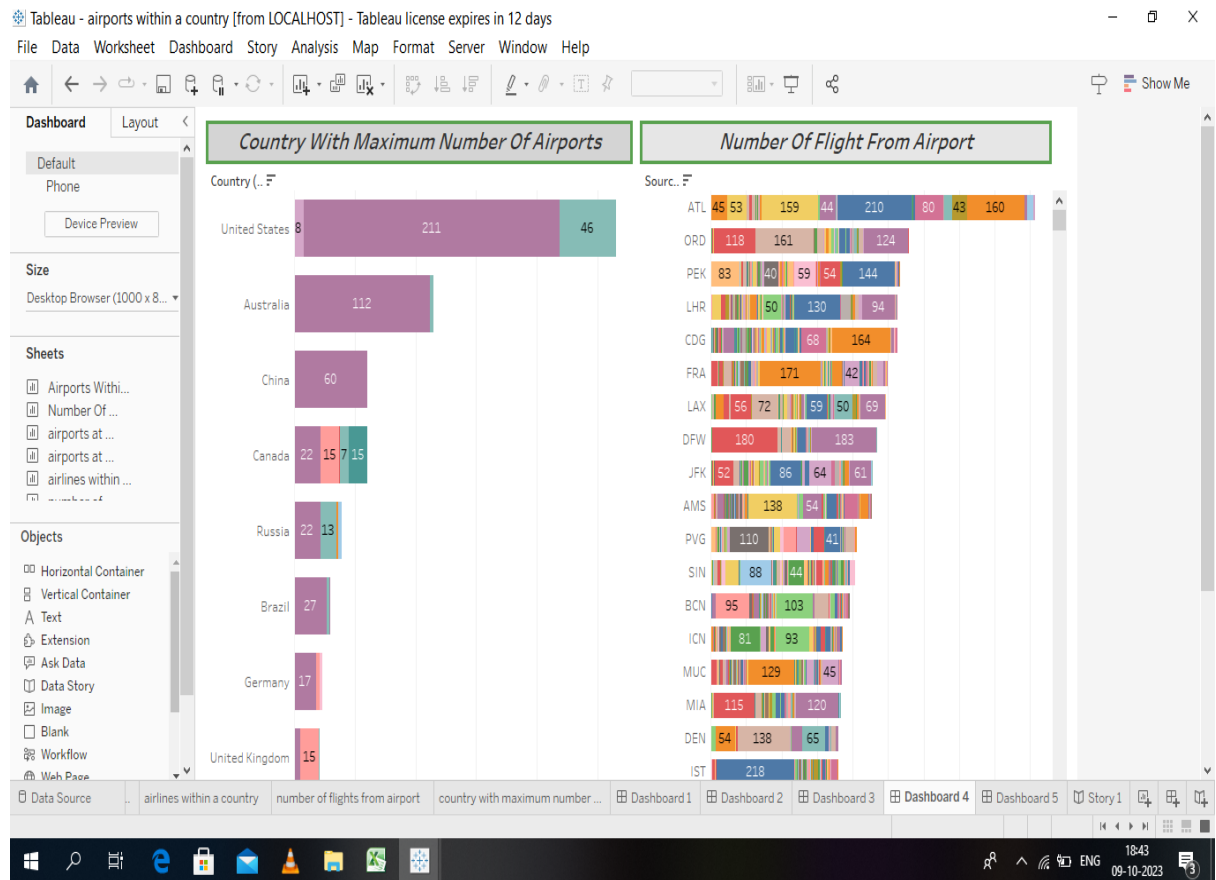 Tableau - airports within a country [from LOCALHOST] - Tableau license expires in 12 days
File Data Worksheet Dashboard Story Analysis Map Format Server Window Help
Show Me
Dashboard Layout
Default
Phone
Device Preview
Size
Desktop Browser (1000 x 8...
Sheets
Airports Withi...
Number Of ...
airports at ...
airports at ...
airlines within ...
Objects
Horizontal Container
Vertical Container
Text
Extension
Ask Data
Data Story
Image
Blank
Workflow
Web Page
Country With Maximum Number Of Airports
Country (..
United States 8 211 46
Australia 112
China 60
Canada 22 15 7 15
Russia 22 13
Brazil 27
Germany 17
United Kingdom 15
Number Of Flight From Airport
Sourc..
ATL 45 53 159 44 210 80 43 160
ORD 118 161 124
PEK 83 40 59 54 144
LHR 50 130 94
CDG 68 164
FRA 171 42
LAX 56 72 59 50 69
DFW 180 183
JFK 52 86 64 61
AMS 138 54
PVG 110 41
SIN 88 44
BCN 95 103
ICN 81 93
MUC 129 45
MIA 115 120
DEN 54 138 65
IST 218
Data Source .. airlines within a country number of flights from airport country with maximum number ... Dashboard 1 Dashboard 2 Dashboard 3 Dashboard 4 Dashboard 5 Story 1
ENG
18:43
09-10-2023
3